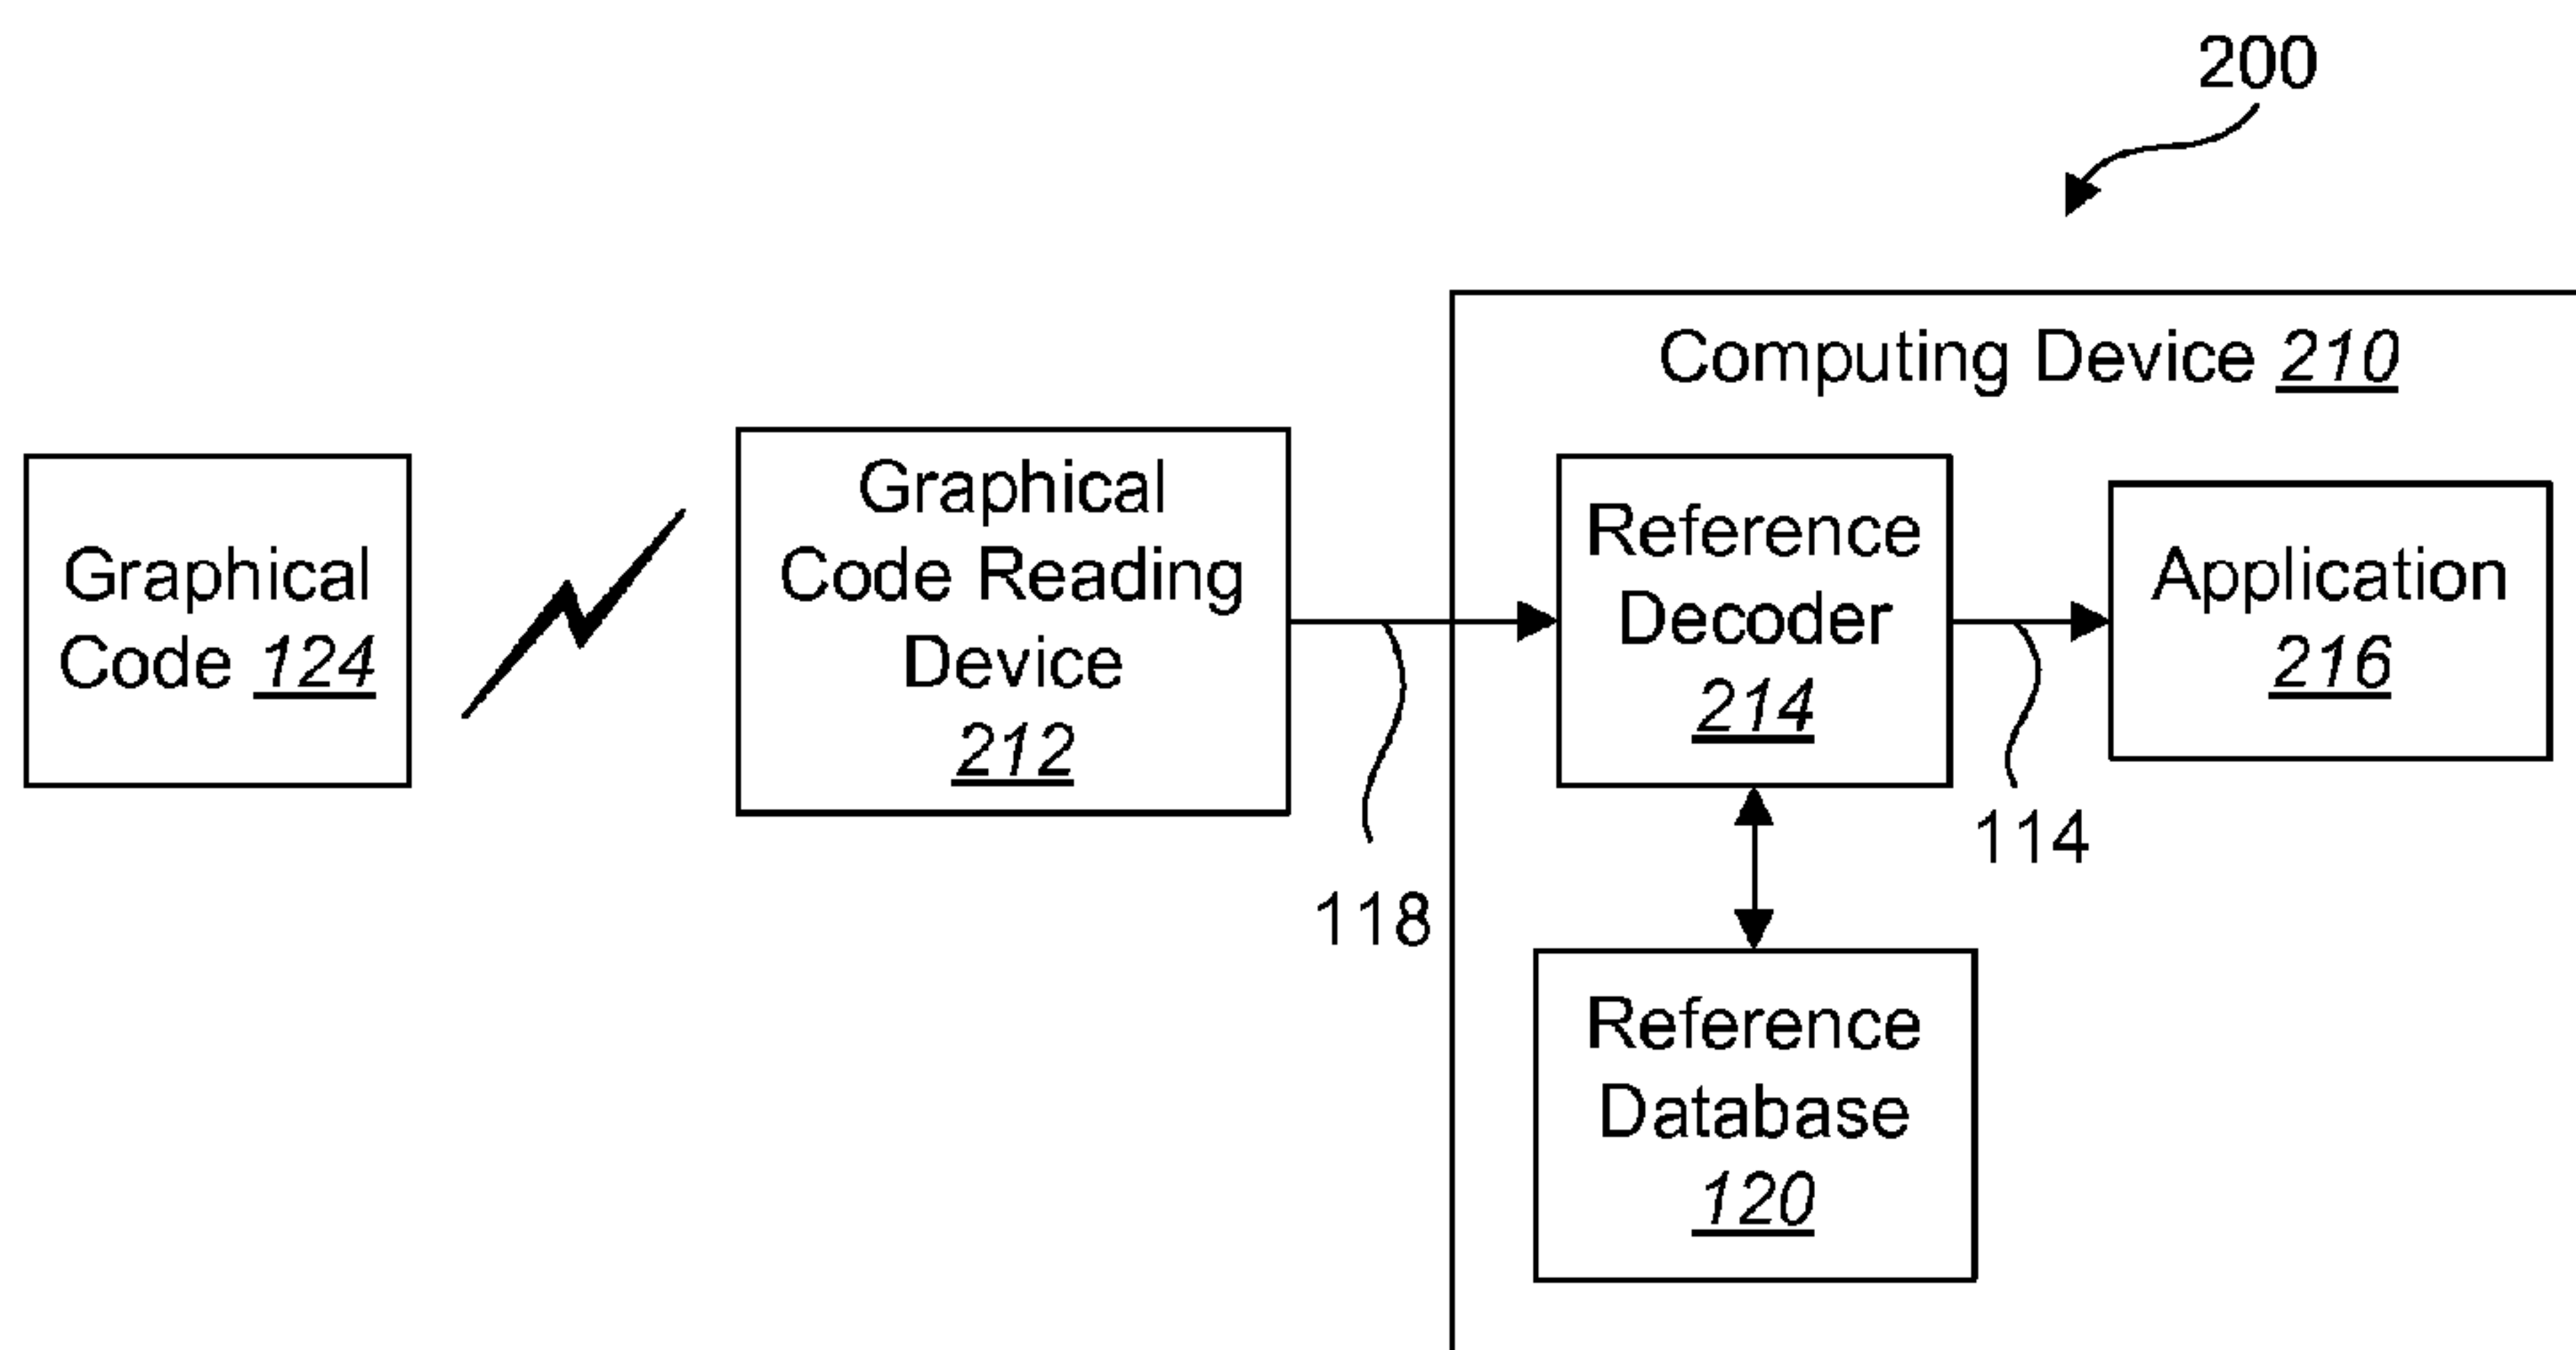 200
Computing Device 210
Graphical
Code 124
Graphical
Code Reading
Device
212
118
Reference
Decoder
214
114
Application
216
Reference
Database
120